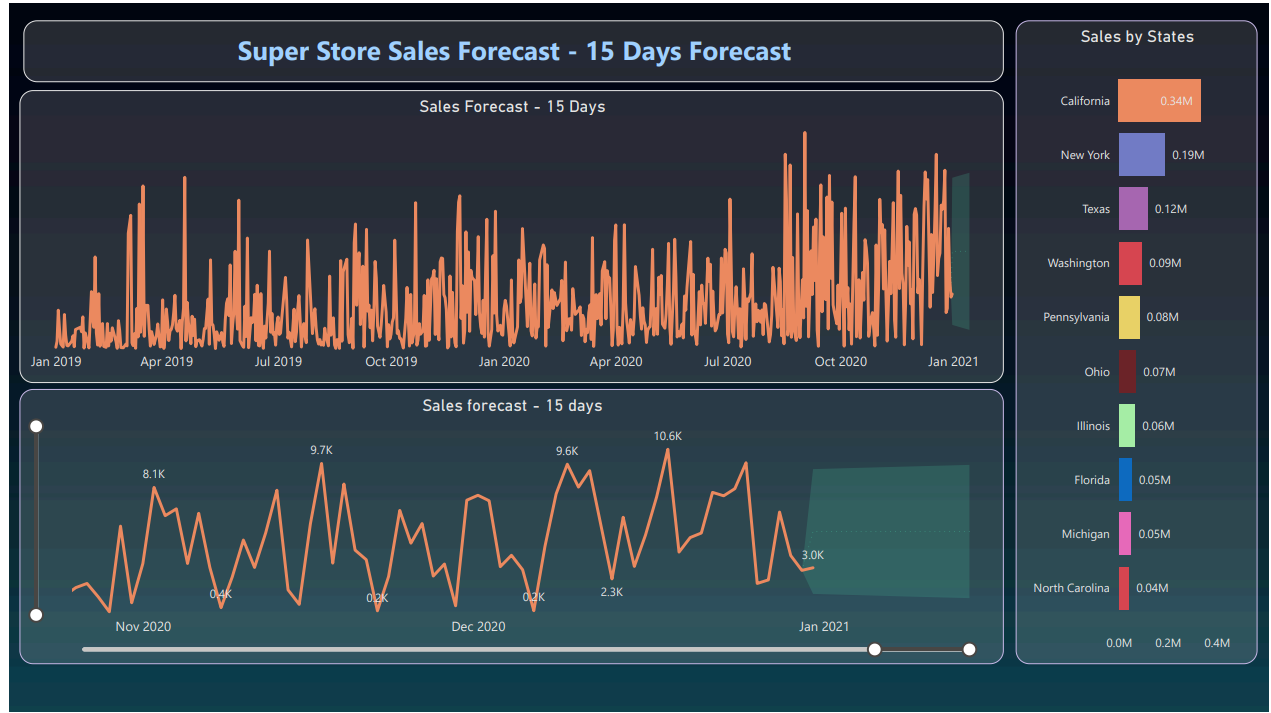 Super Store Sales Forecast - 15 Days Forecast
Sales Forecast - 15 Days
Jan 2019 Apr 2019 Jul 2019 Oct 2019 Jan 2020 Apr 2020 Jul 2020 Oct 2020 Jan 2021
Sales forecast - 15 days
10.6K
9.7K
9.6K
8.1K
3.0K
0.4K
0.2K
0.2K
2.3K
Nov 2020 Dec 2020 Jan 2021
Sales by States
California 0.34M
New York 0.19M
Texas 0.12M
Washington 0.09M
Pennsylvania 0.08M
Ohio 0.07M
Illinois 0.06M
Florida 0.05M
Michigan 0.05M
North Carolina 0.04M
0.0M 0.2M 0.4M